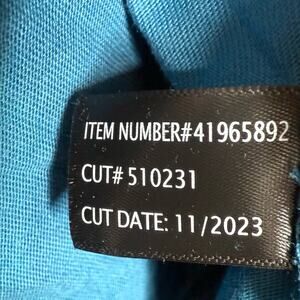 ITEM NUMBER#41965892
CUT# 510231
CUT DATE: 11/2023